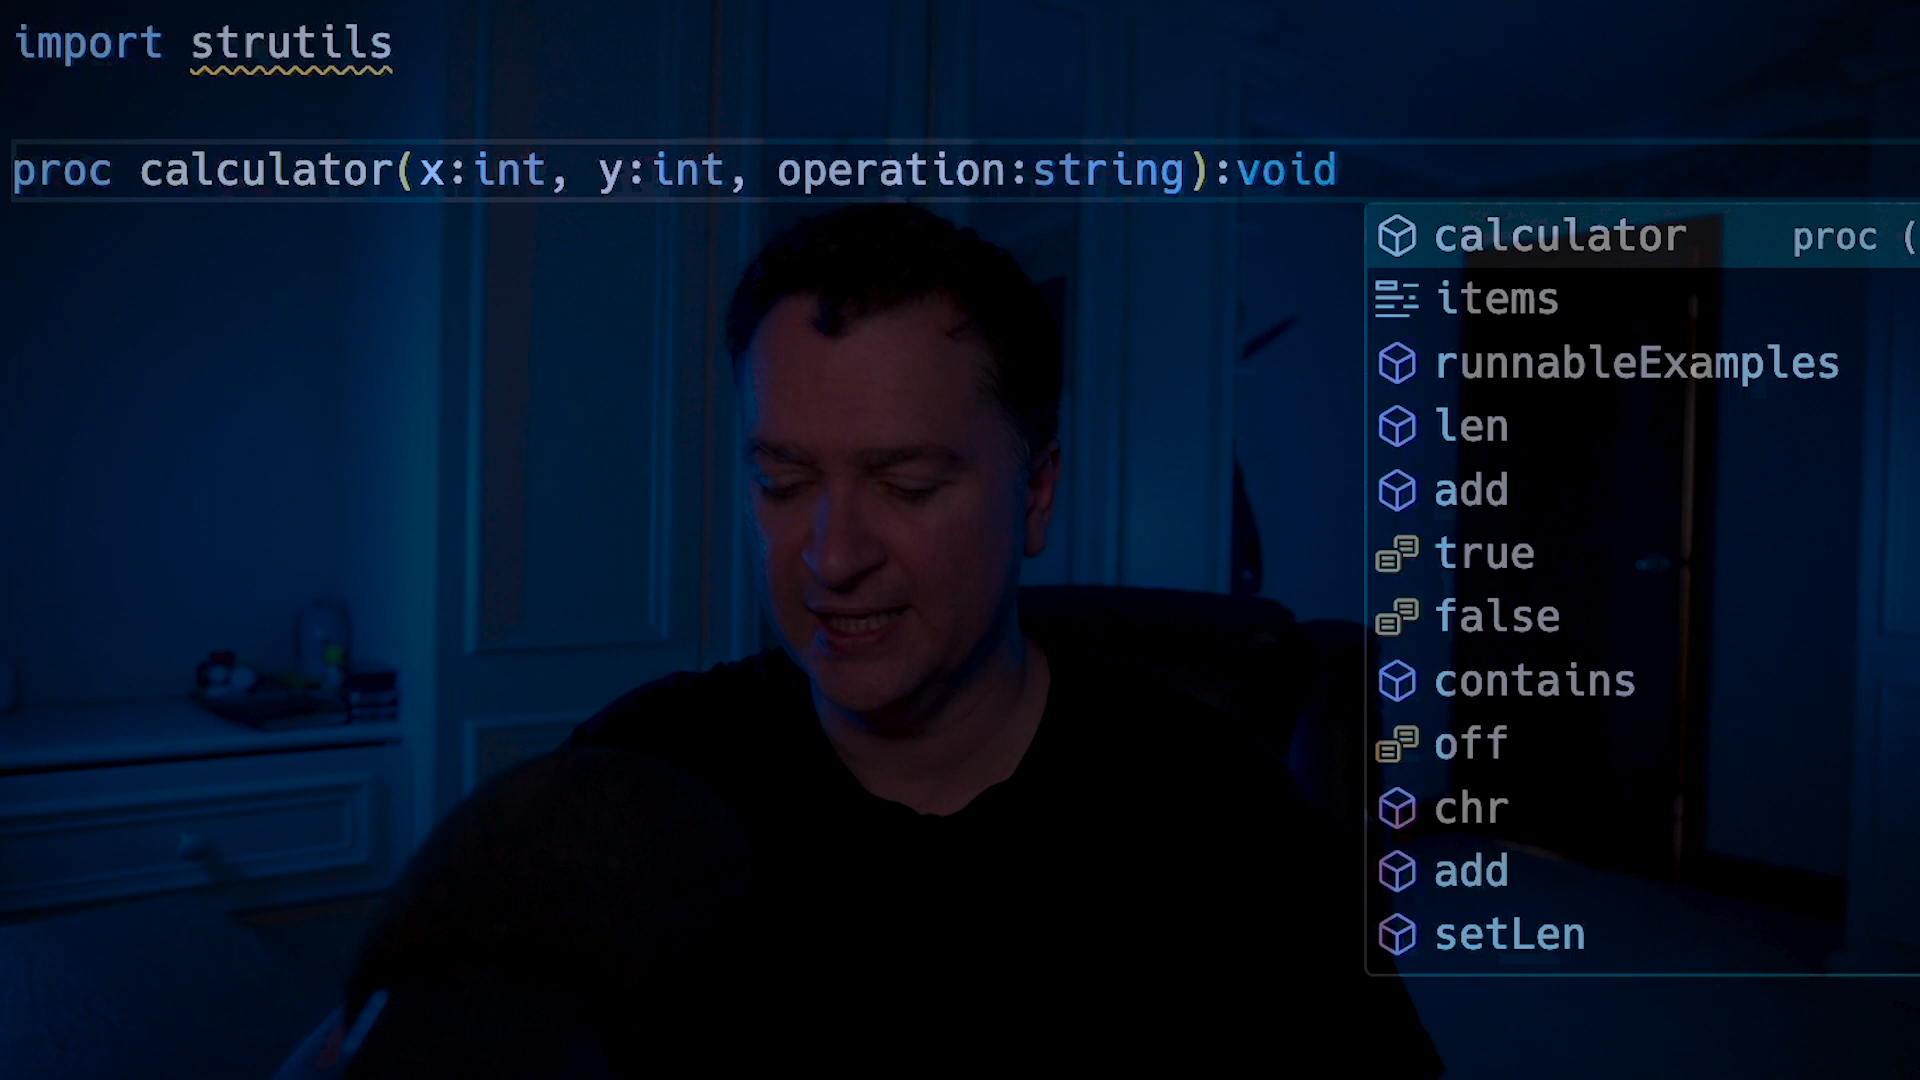 import strutils
proc calculator(x:int, y:int, operation:string):void
calculator proc (
items
runnableExamples
len
add
true
false
contains
off
chr
add
setLen